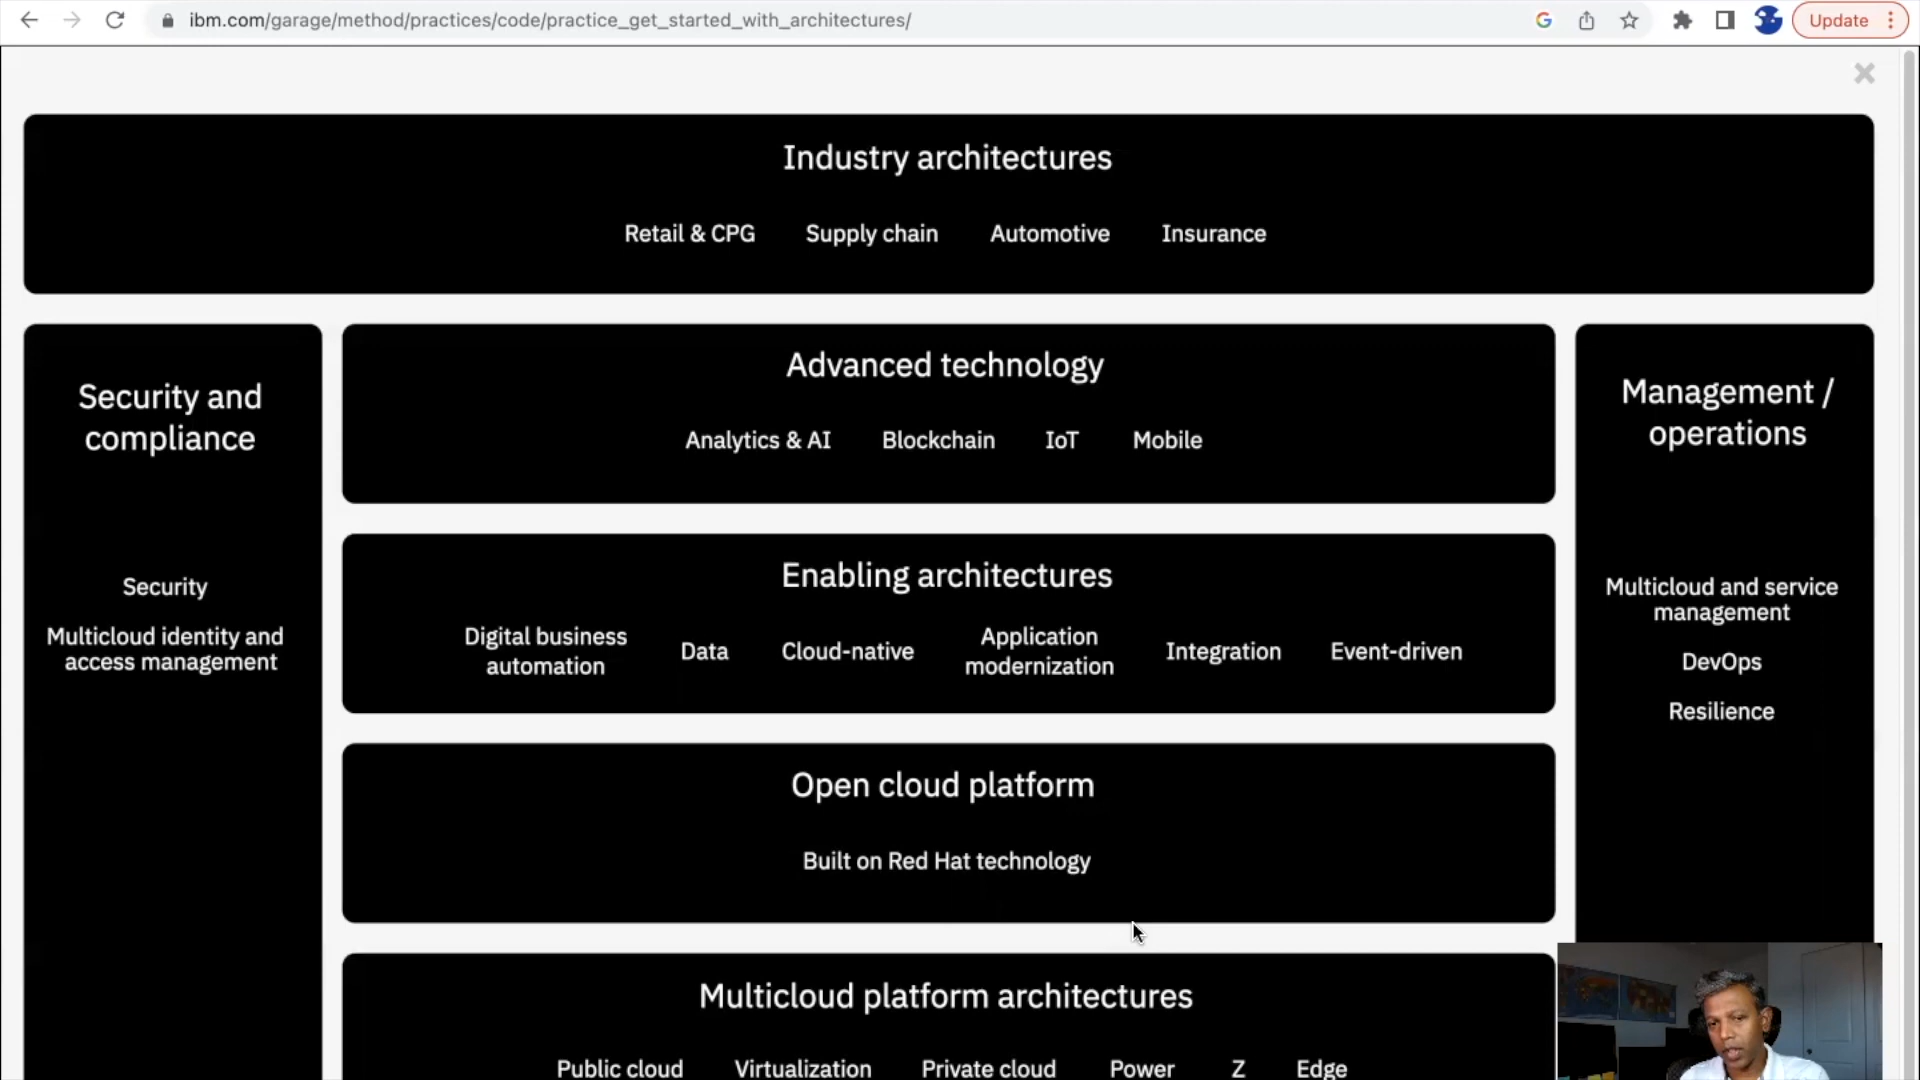 ibm.com/garage/method/practices/code/practice_get_started_with_architectures/
Update
Industry architectures
Retail & CPG Supply chain Automotive Insurance
Security and
compliance
Security
Multicloud identity and
access management
Advanced technology
Analytics & AI Blockchain IoT Mobile
Enabling architectures
Digital business
automation
Data
Cloud-native
Application
modernization
Integration
Event-driven
Open cloud platform
Built on Red Hat technology
Multicloud platform architectures
Public cloud Virtualization Private cloud Power Z Edge
Management /
operations
Multicloud and service
management
DevOps
Resilience